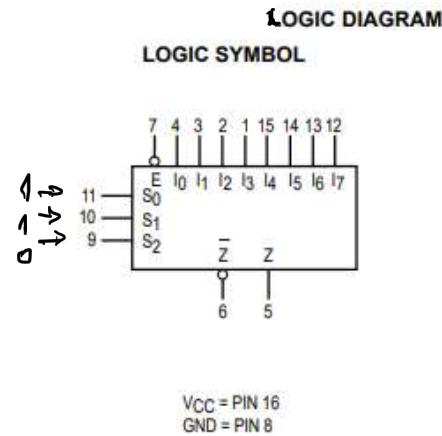 LOGIC DIAGRAM
LOGIC SYMBOL
7 4 3 2 1 15 14 13 12
E I0 I1 I2 I3 I4 I5 I6 I7
1 11 S0
1 10 S1
0 9 S2
Z̅ Z
6 5
VCC = PIN 16
GND = PIN 8